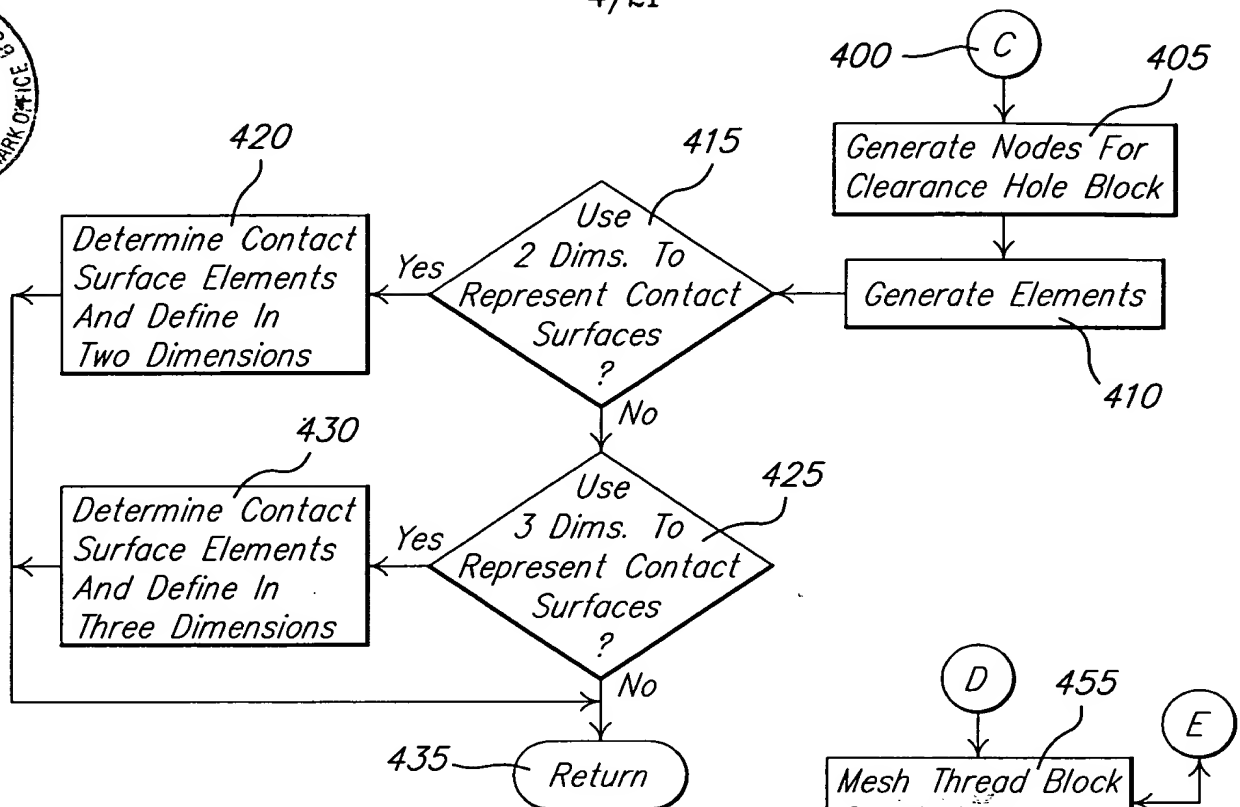 4/21
400
C
405
Generate Nodes For
Clearance Hole Block
Generate Elements
410
415
Use
2 Dims. To
Represent Contact
Surfaces
?
Yes
No
420
Determine Contact
Surface Elements
And Define In
Two Dimensions
425
Use
3 Dims. To
Represent Contact
Surfaces
?
Yes
No
430
Determine Contact
Surface Elements
And Define In
Three Dimensions
435
Return
D
455
E
Mesh Thread Block